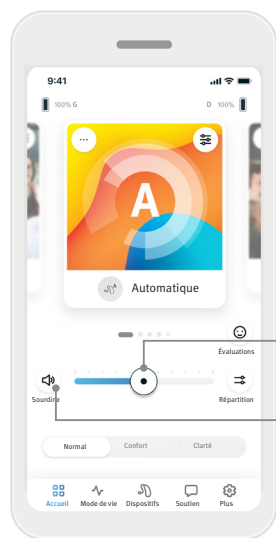 9:41
100% G
D 100%
...
A
Automatique
Évaluations
Sourdine
Répartition
Normal Confort Clarté
Accueil Mode de vie Dispositifs Soutien Plus